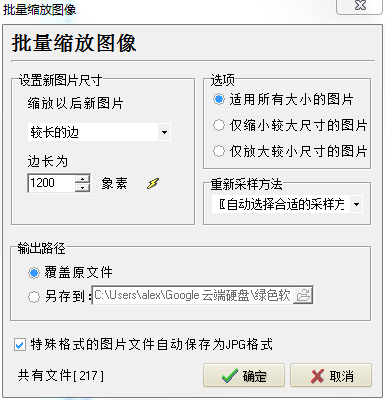 批量缩放图像
批量缩放图像
设置新图片尺寸
缩放以后新图片
较长的边
边长为
1200 象素
选项
适用所有大小的图片
仅缩小较大尺寸的图片
仅放大较小尺寸的图片
重新采样方法
〖自动选择合适的采样方
输出路径
覆盖原文件
另存到: C:\Users\alex\Google 云端硬盘\绿色软
特殊格式的图片文件自动保存为JPG格式
共有文件[ 217 ]
确定
取消